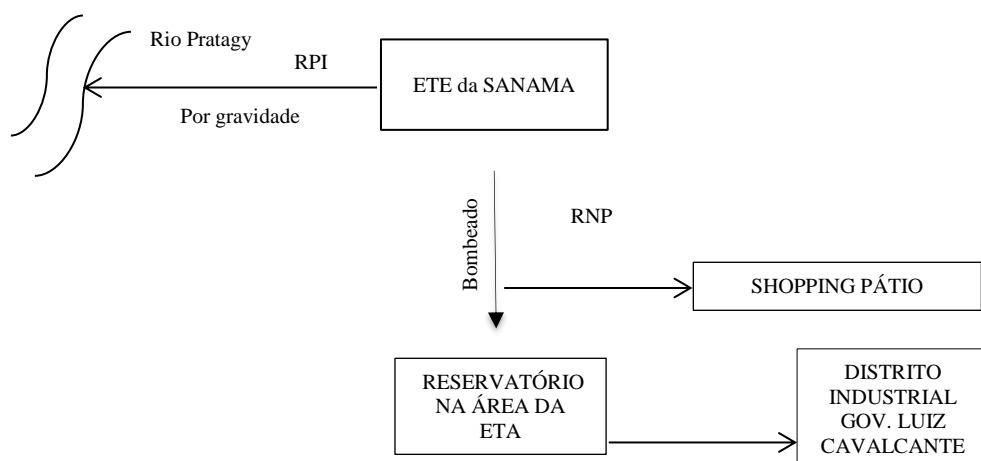 Rio Pratagy
RPI
ETE da SANAMA
Por gravidade
Bombeado
RNP
SHOPPING PÁTIO
RESERVATÓRIO
NA ÁREA DA
ETA
DISTRITO
INDUSTRIAL
GOV. LUIZ
CAVALCANTE